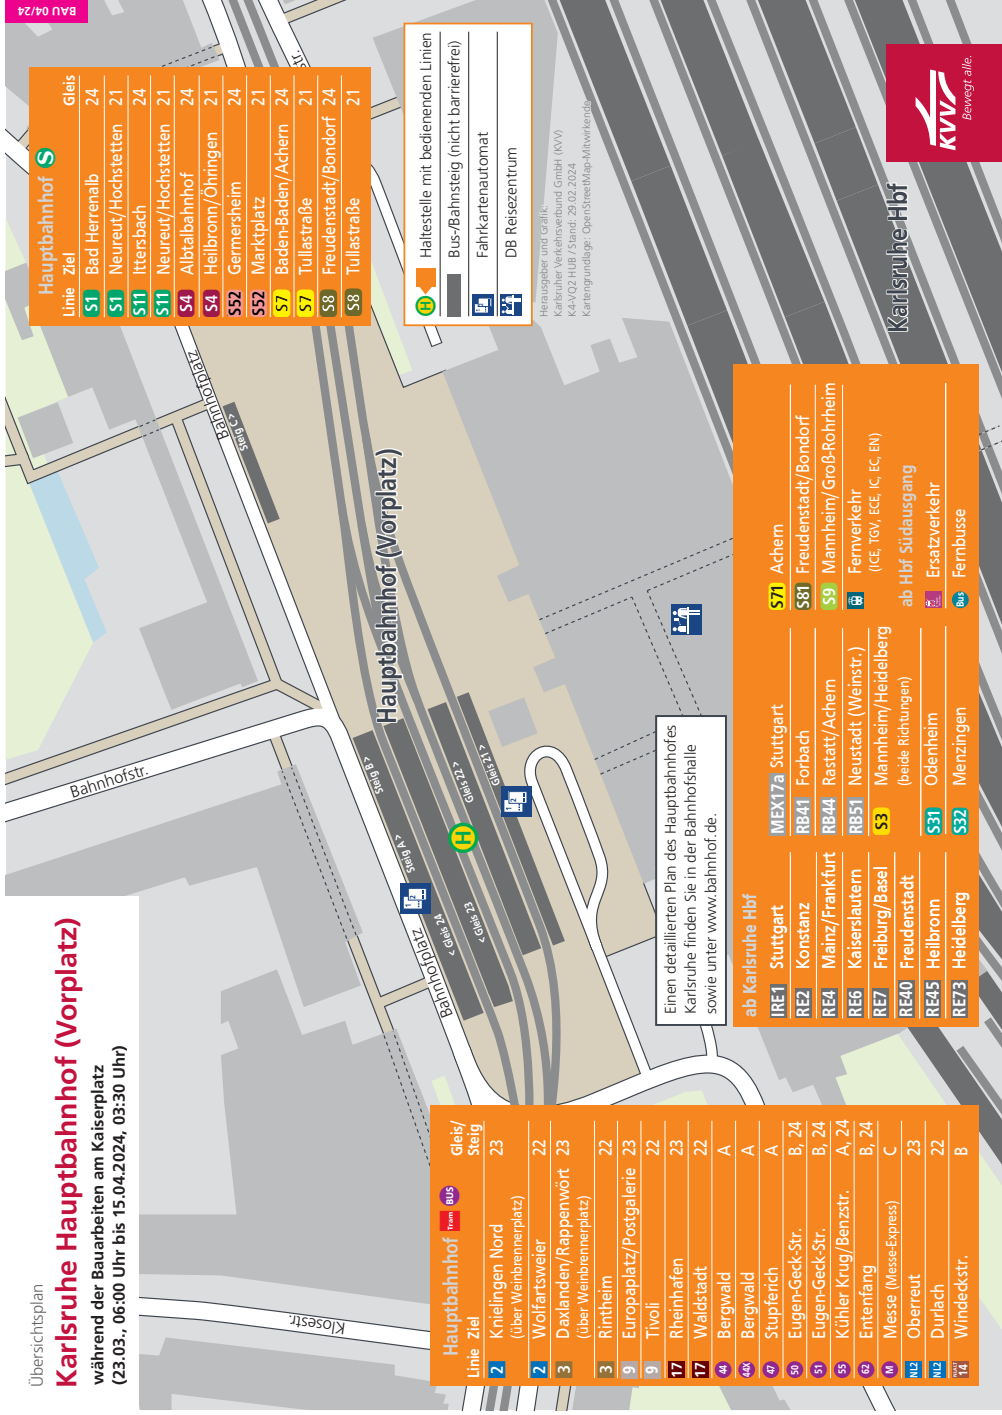 BAU 04/24
Übersichtsplan
Karlsruhe Hauptbahnhof (Vorplatz)
während der Bauarbeiten am Kaiserplatz
(23.03., 06:00 Uhr bis 15.04.2024, 03:30 Uhr)
Hauptbahnhof S
Linie Ziel Gleis
S1 Bad Herrenalb 24
S1 Neureut/Hochstetten 21
S11 Ittersbach 24
S11 Neureut/Hochstetten 21
S4 Albtalbahnhof 24
S4 Heilbronn/Öhringen 21
S52 Germersheim 24
S52 Marktplatz 21
S7 Baden-Baden/Achern 24
S7 Tullastraße 21
S8 Freudenstadt/Bondorf 24
S8 Tullastraße 21
H Haltestelle mit bedienenden Linien
Bus-/Bahnsteig (nicht barrierefrei)
Fahrkartenautomat
DB Reisezentrum
Herausgeber und Grafik:
Karlsruher Verkehrsverbund GmbH (KVV)
K4-VQ2 HUB / Stand: 29.02.2024
Kartengrundlage: OpenStreetMap-Mitwirkende
KVV
Bewegt alle.
Karlsruhe Hbf
Hauptbahnhof (Vorplatz)
Bahnhofplatz
Bahnhofplatz
Bahnhofstr.
Klosestr.
str.
Steig C >
Steig B >
Steig A >
Gleis 22 >
Gleis 21 >
< Gleis 24
< Gleis 23
H
Einen detaillierten Plan des Hauptbahnhofes
Karlsruhe finden Sie in der Bahnhofshalle
sowie unter www.bahnhof.de.
Hauptbahnhof Tram BUS
Linie Ziel Gleis/
Steig
2 Knielingen Nord 23
(über Weinbrennerplatz)
2 Wolfartsweier 22
3 Daxlanden/Rappenwört 23
(über Weinbrennerplatz)
3 Rintheim 22
9 Europaplatz/Postgalerie 23
9 Tivoli 22
17 Rheinhafen 23
17 Waldstadt 22
44 Bergwald A
44X Bergwald A
47 Stupferich A
50 Eugen-Geck-Str. B, 24
51 Eugen-Geck-Str. B, 24
55 Kühler Krug/Benzstr. A, 24
62 Entenfang B, 24
M Messe (Messe-Express) C
NL2 Oberreut 23
NL2 Durlach 22
14 Windeckstr. B
ab Karlsruhe Hbf
IRE1 Stuttgart
RE2 Konstanz
RE4 Mainz/Frankfurt
RE6 Kaiserslautern
RE7 Freiburg/Basel
RE40 Freudenstadt
RE45 Heilbronn
RE73 Heidelberg
MEX17a Stuttgart
RB41 Forbach
RB44 Rastatt/Achern
RB51 Neustadt (Weinstr.)
S3 Mannheim/Heidelberg
(beide Richtungen)
S31 Odenheim
S32 Menzingen
S71 Achern
S81 Freudenstadt/Bondorf
S9 Mannheim/Groß-Rohrheim
Fernverkehr
(ICE, TGV, ECE, IC, EC, EN)
ab Hbf Südausgang
Ersatzverkehr
Bus Fernbusse